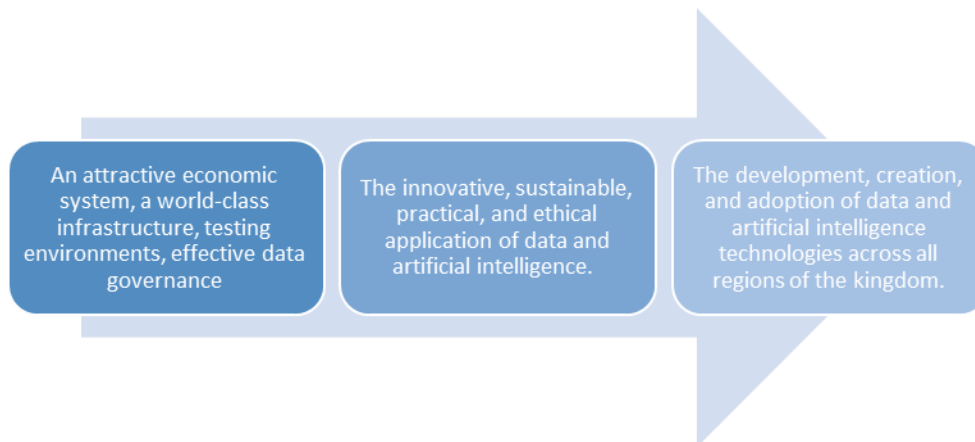 An attractive economic
system, a world-class
infrastructure, testing
environments, effective data
governance
The innovative, sustainable,
practical, and ethical
application of data and
artificial intelligence.
The development, creation,
and adoption of data and
artificial intelligence
technologies across all
regions of the kingdom.